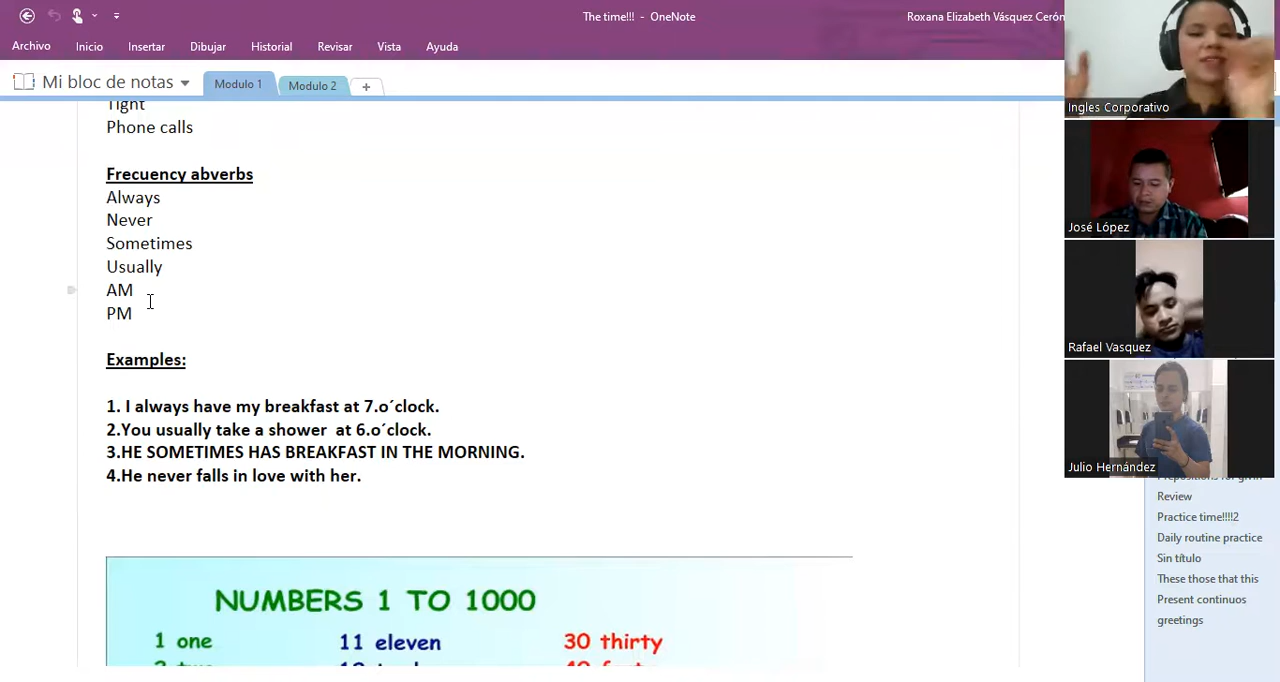 The time!!! - OneNote
Roxana Elizabeth Vásquez Cerón
Archivo Inicio Insertar Dibujar Historial Revisar Vista Ayuda
Mi bloc de notas Modulo 1 Modulo 2 +
Tight
Phone calls
Frecuency abverbs
Always
Never
Sometimes
Usually
AM
PM
Examples:
1. I always have my breakfast at 7.o´clock.
2.You usually take a shower at 6.o´clock.
3.HE SOMETIMES HAS BREAKFAST IN THE MORNING.
4.He never falls in love with her.
NUMBERS 1 TO 1000
1 one 11 eleven 30 thirty
Ingles Corporativo
José López
Rafael Vasquez
Julio Hernández
Review
Practice time!!!!2
Daily routine practice
Sin título
These those that this
Present continuos
greetings